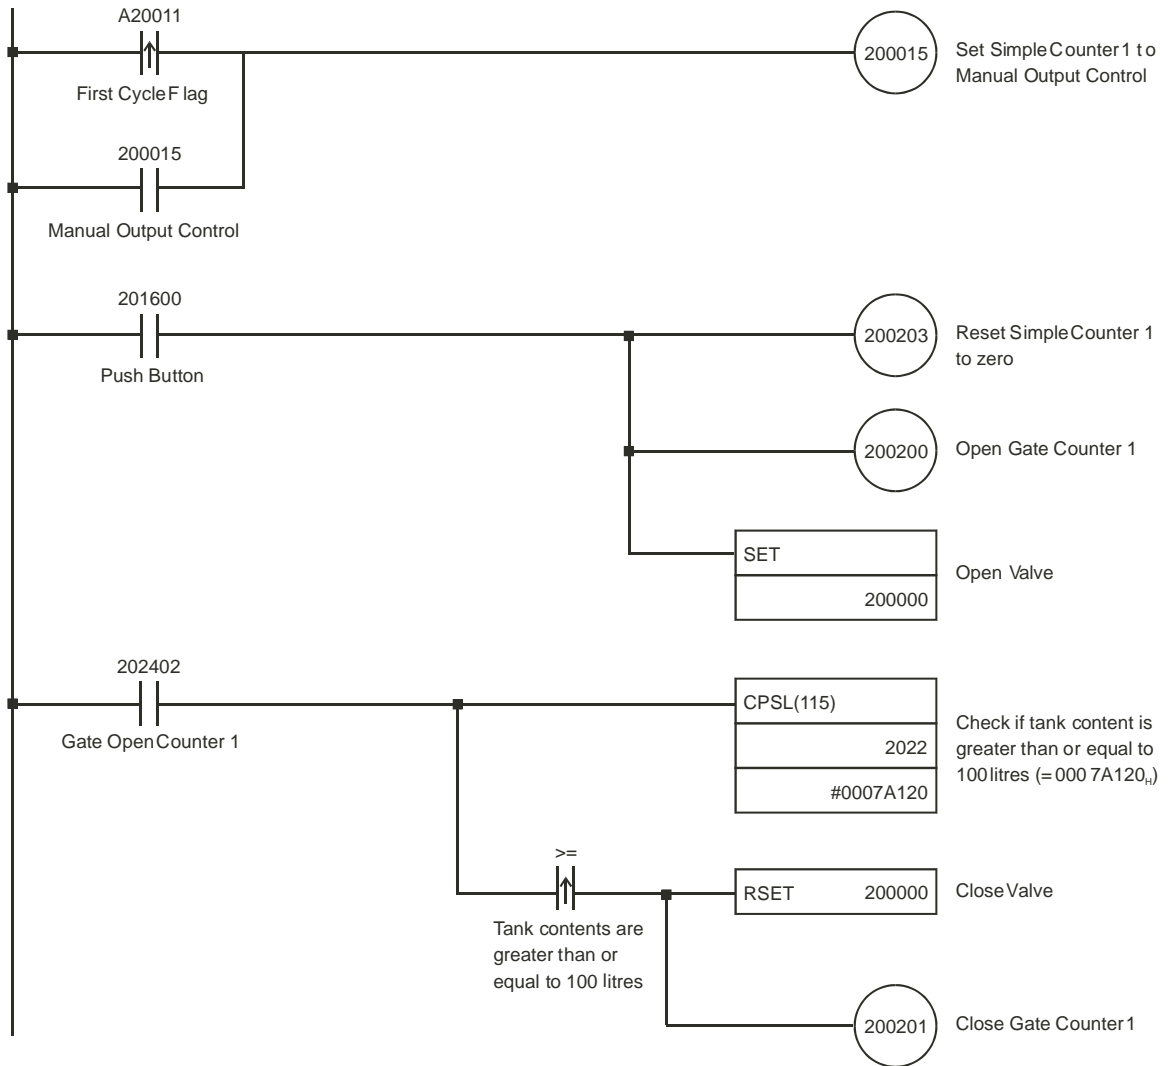 A20011
First Cycle Flag
200015
Set Simple Counter 1 to
Manual Output Control
200015
Manual Output Control
201600
Push Button
200203
Reset Simple Counter 1
to zero
200200
Open Gate Counter 1
SET
200000
Open Valve
202402
Gate Open Counter 1
CPSL(115)
2022
#0007A120
Check if tank content is
greater than or equal to
100 litres (= 000 7A120H)
>=
Tank contents are
greater than or
equal to 100 litres
RSET 200000
Close Valve
200201
Close Gate Counter 1